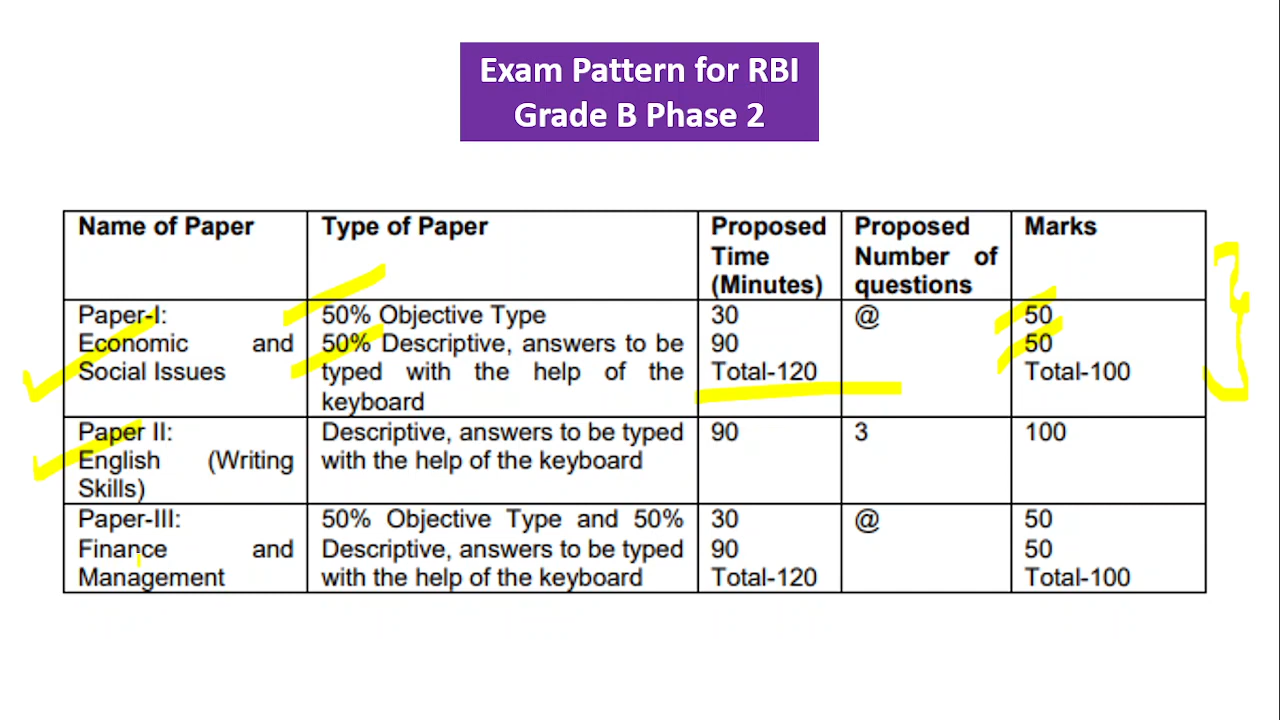 Exam Pattern for RBI
Grade B Phase 2
Name of Paper
Type of Paper
Proposed
Time
(Minutes)
Proposed
Number of
questions
Marks
Paper-I:
Economic and
Social Issues
50% Objective Type
50% Descriptive, answers to be
typed with the help of the
keyboard
30
90
Total-120
@
50
50
Total-100
Paper II:
English (Writing
Skills)
Descriptive, answers to be typed
with the help of the keyboard
90
3
100
Paper-III:
Finance and
Management
50% Objective Type and 50%
Descriptive, answers to be typed
with the help of the keyboard
30
90
Total-120
@
50
50
Total-100